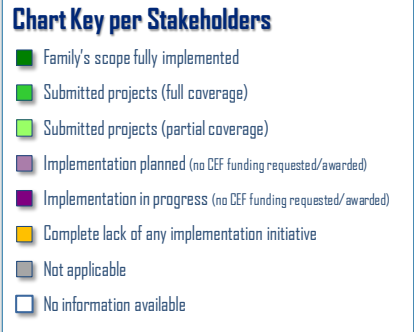 Chart Key per Stakeholders
Family's scope fully implemented
Submitted projects (full coverage)
Submitted projects (partial coverage)
Implementation planned (no CEF funding requested/awarded)
Implementation in progress (no CEF funding requested/awarded)
Complete lack of any implementation initiative
Not applicable
No information available